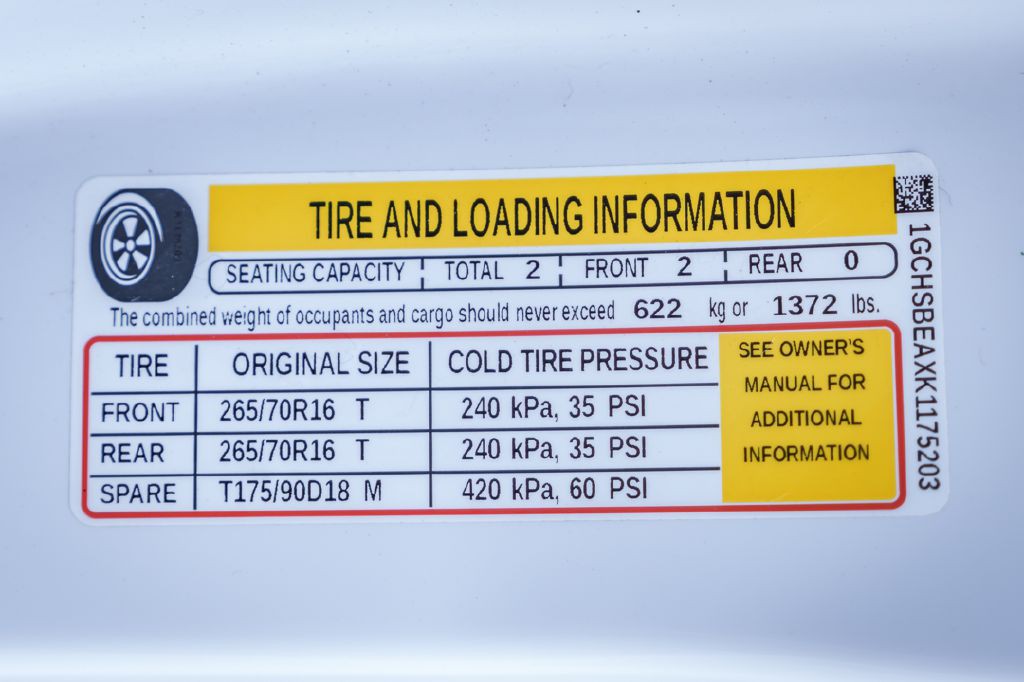 TIRE AND LOADING INFORMATION
SEATING CAPACITY TOTAL 2 FRONT 2 REAR 0
The combined weight of occupants and cargo should never exceed 622 kg or 1372 lbs.
TIRE ORIGINAL SIZE COLD TIRE PRESSURE
FRONT 265/70R16 T 240 kPa, 35 PSI
REAR 265/70R16 T 240 kPa, 35 PSI
SPARE T175/90D18 M 420 kPa, 60 PSI
SEE OWNER'S
MANUAL FOR
ADDITIONAL
INFORMATION
1GCHSBEAXK1175203